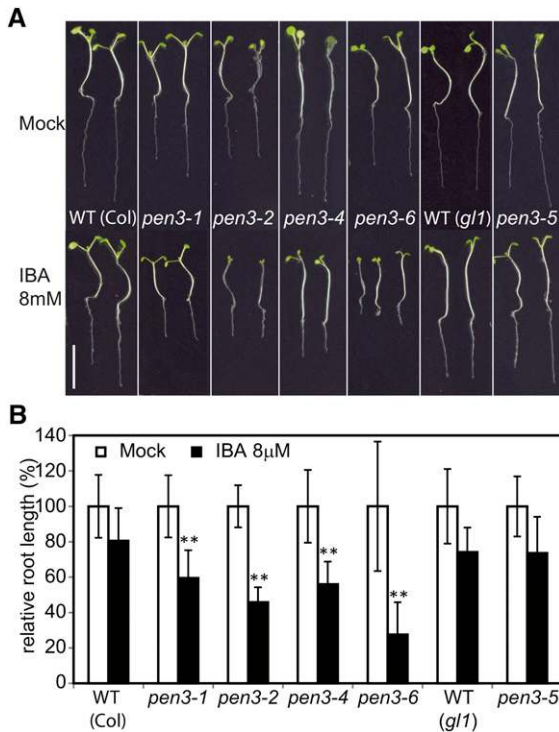 A
Mock
WT (Col) pen3-1 pen3-2 pen3-4 pen3-6 WT (gl1) pen3-5
IBA
8mM
B
140
120
100
80
60
40
20
0
relative root length (%)
Mock IBA 8μM
** ** ** **
WT
(Col)
pen3-1 pen3-2 pen3-4 pen3-6
WT
(gl1)
pen3-5